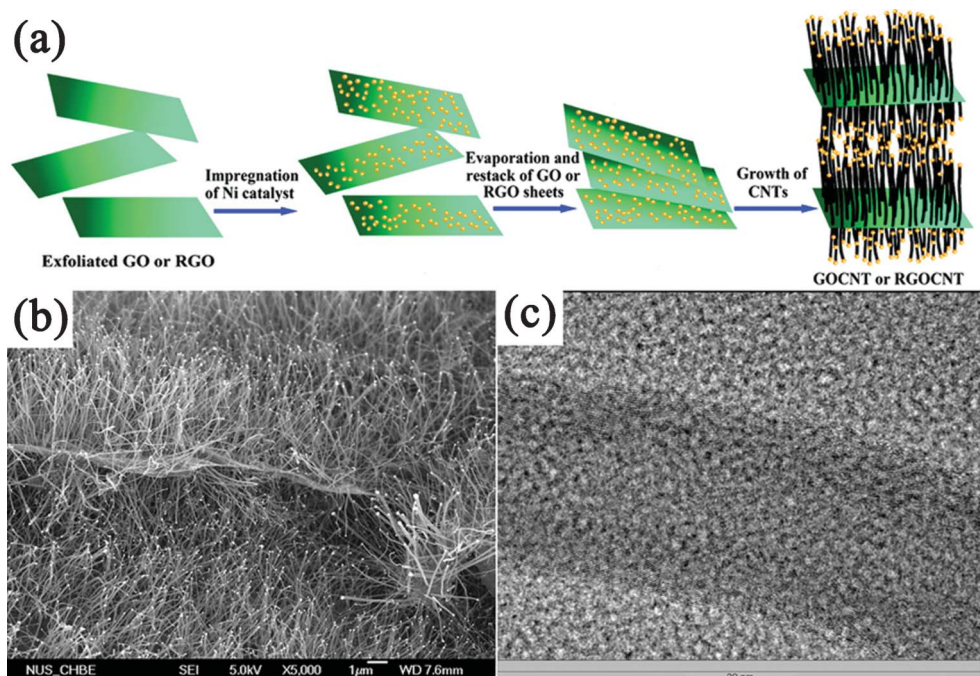 (a)
Impregnation
of Ni catalyst
Evaporation and
restack of GO or
RGO sheets
Growth of
CNTs
Exfoliated GO or RGO
GOCNT or RGOCNT
(b)
(c)
NUS_CHBE SEI 5.0kV X5,000 1μm WD 7.6mm